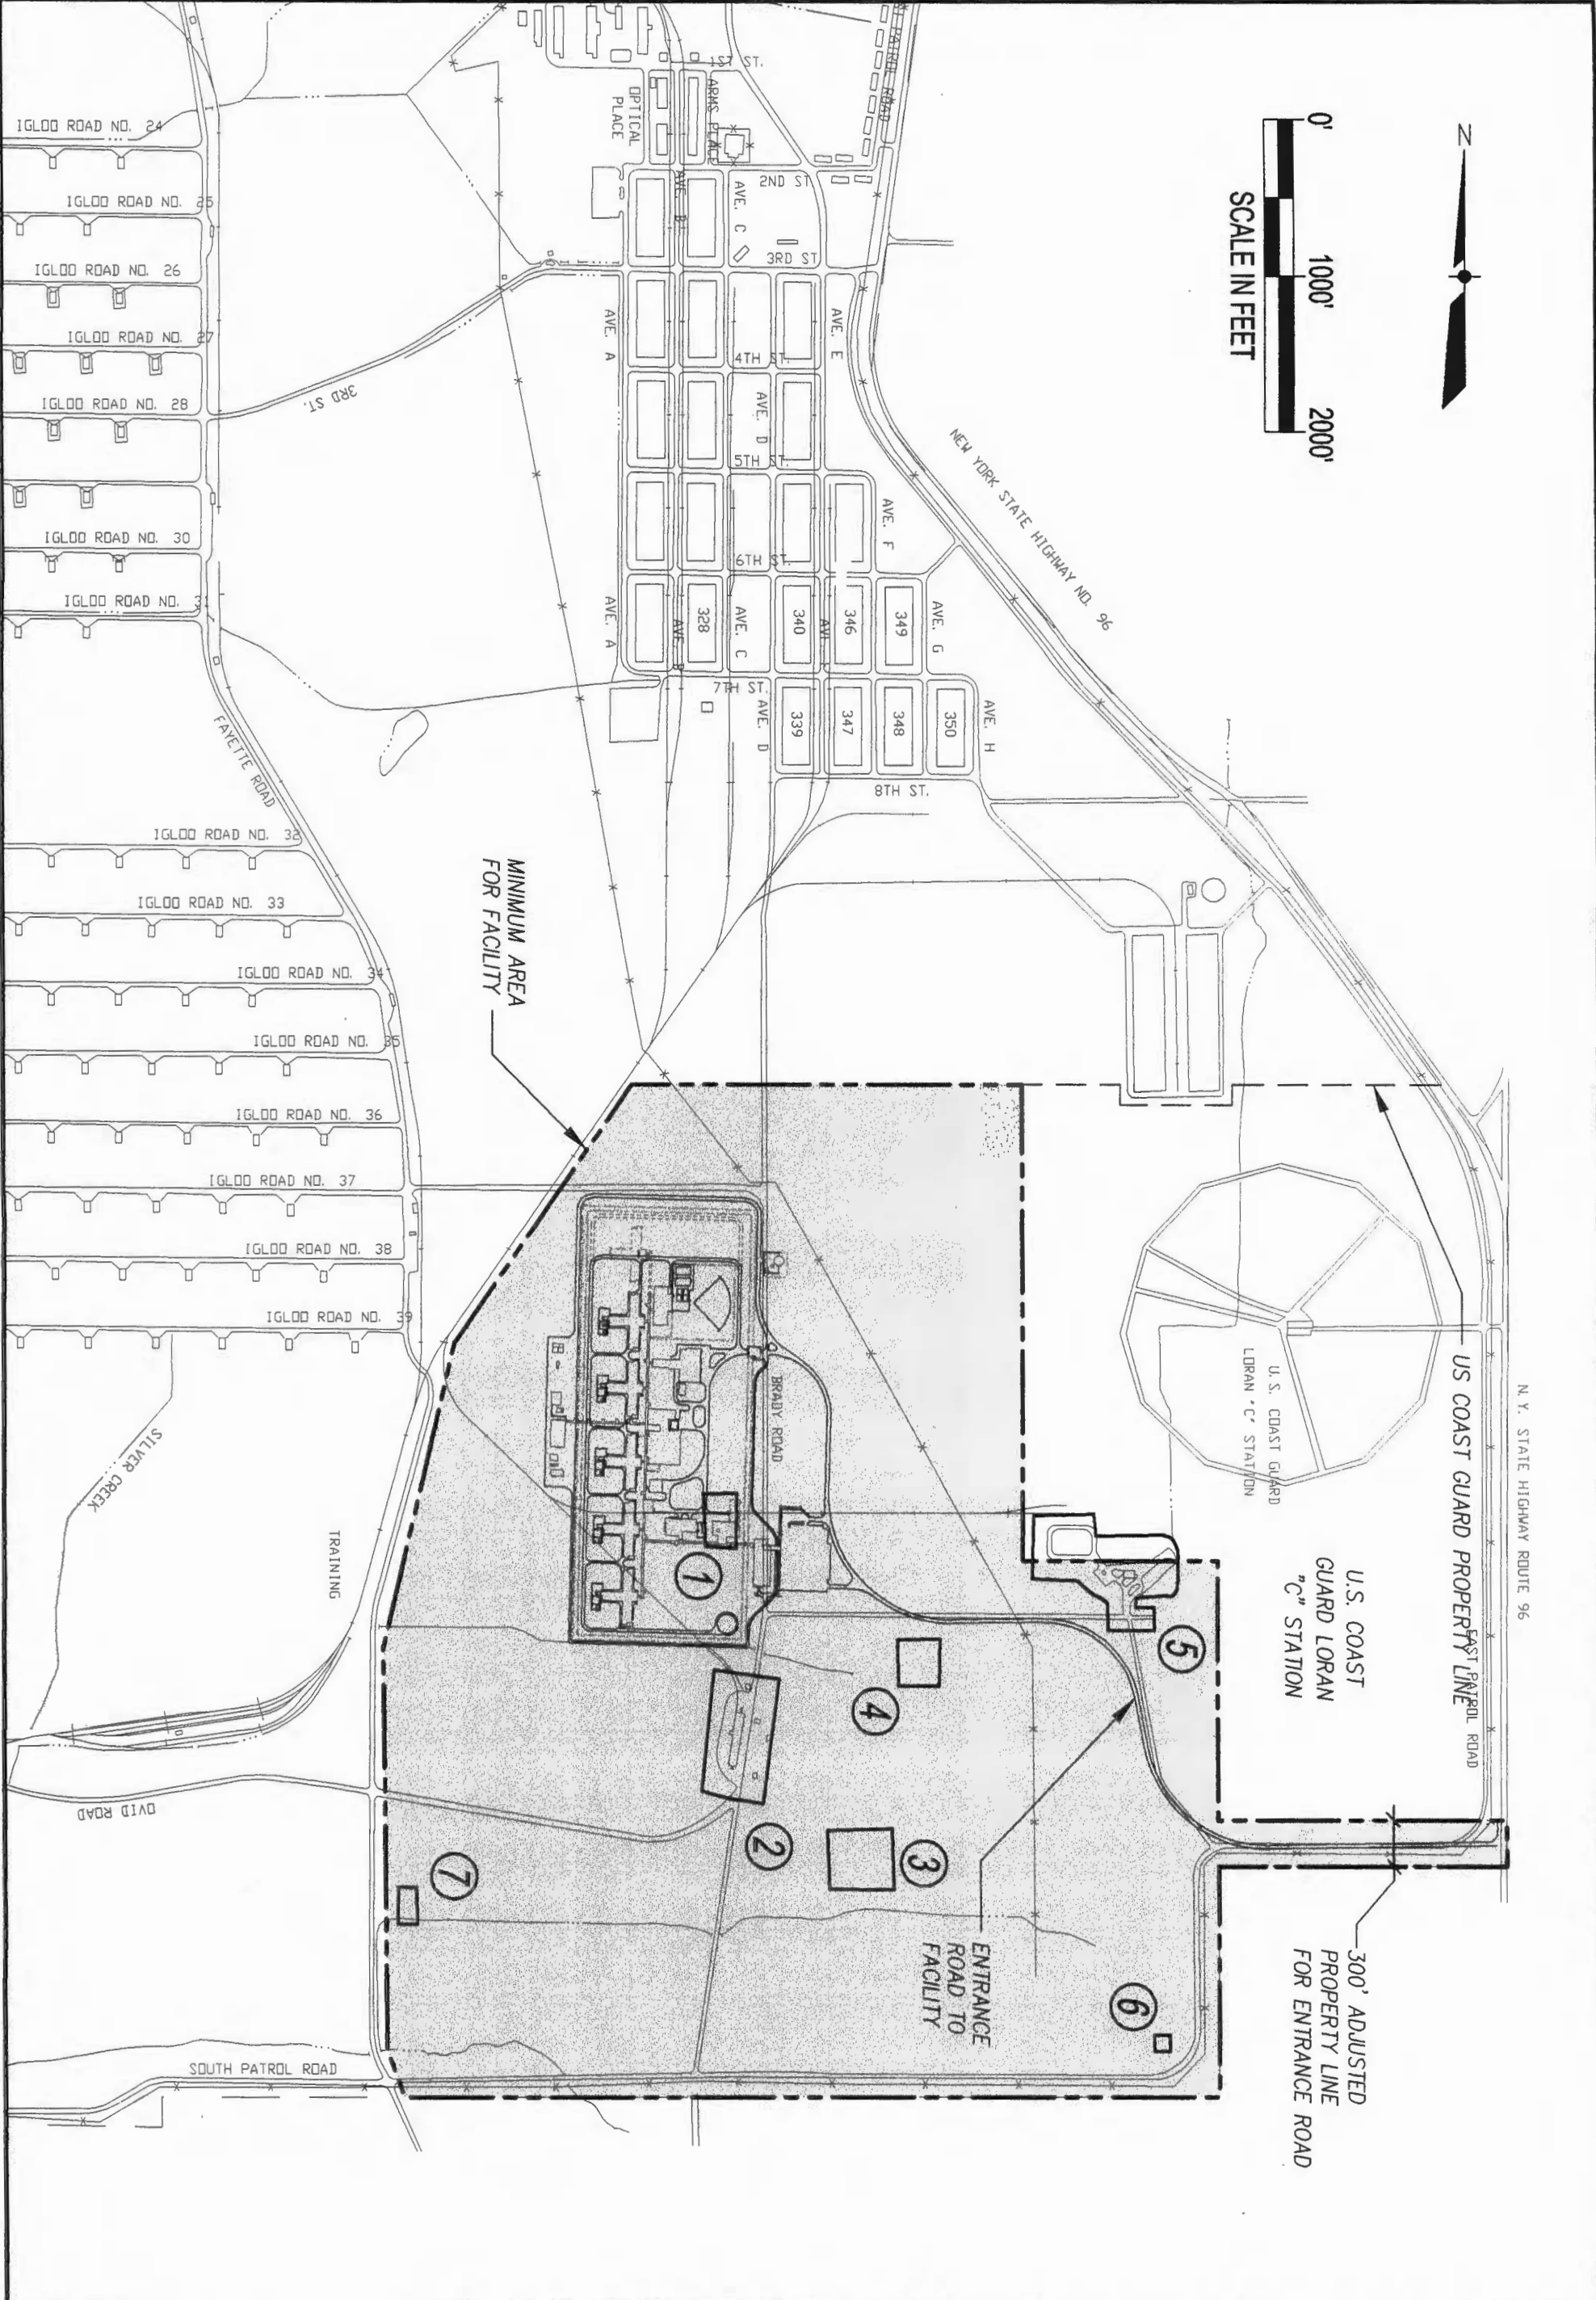 N
0' 1000' 2000'
SCALE IN FEET
N. Y. STATE HIGHWAY ROUTE 96
EAST PATROL ROAD
US COAST GUARD PROPERTY LINE
U.S. COAST
GUARD LORAN
"C" STATION
U. S. COAST GUARD
LORAN "C" STATION
300' ADJUSTED
PROPERTY LINE
FOR ENTRANCE ROAD
ENTRANCE
ROAD TO
FACILITY
MINIMUM AREA
FOR FACILITY
NEW YORK STATE HIGHWAY NO. 96
PATROL ROAD
1ST ST.
ARMS PLACE
OPTICAL
PLACE
2ND ST
AVE. B
AVE. C
3RD ST
AVE. A
AVE. E
4TH ST.
AVE. D
5TH ST.
AVE. F
6TH ST.
AVE. A
AVE. B
328
AVE. C
340
346
349
AVE. G
7TH ST.
AVE. D
339
347
348
350
AVE. H
8TH ST.
3RD ST.
FAYETTE ROAD
BRADY ROAD
IGLOO ROAD NO. 24
IGLOO ROAD NO. 25
IGLOO ROAD NO. 26
IGLOO ROAD NO. 27
IGLOO ROAD NO. 28
IGLOO ROAD NO. 30
IGLOO ROAD NO. 31
IGLOO ROAD NO. 32
IGLOO ROAD NO. 33
IGLOO ROAD NO. 34
IGLOO ROAD NO. 35
IGLOO ROAD NO. 36
IGLOO ROAD NO. 37
IGLOO ROAD NO. 38
IGLOO ROAD NO. 39
SILVER CREEK
TRAINING
OVID ROAD
SOUTH PATROL ROAD
1
2
3
4
5
6
7